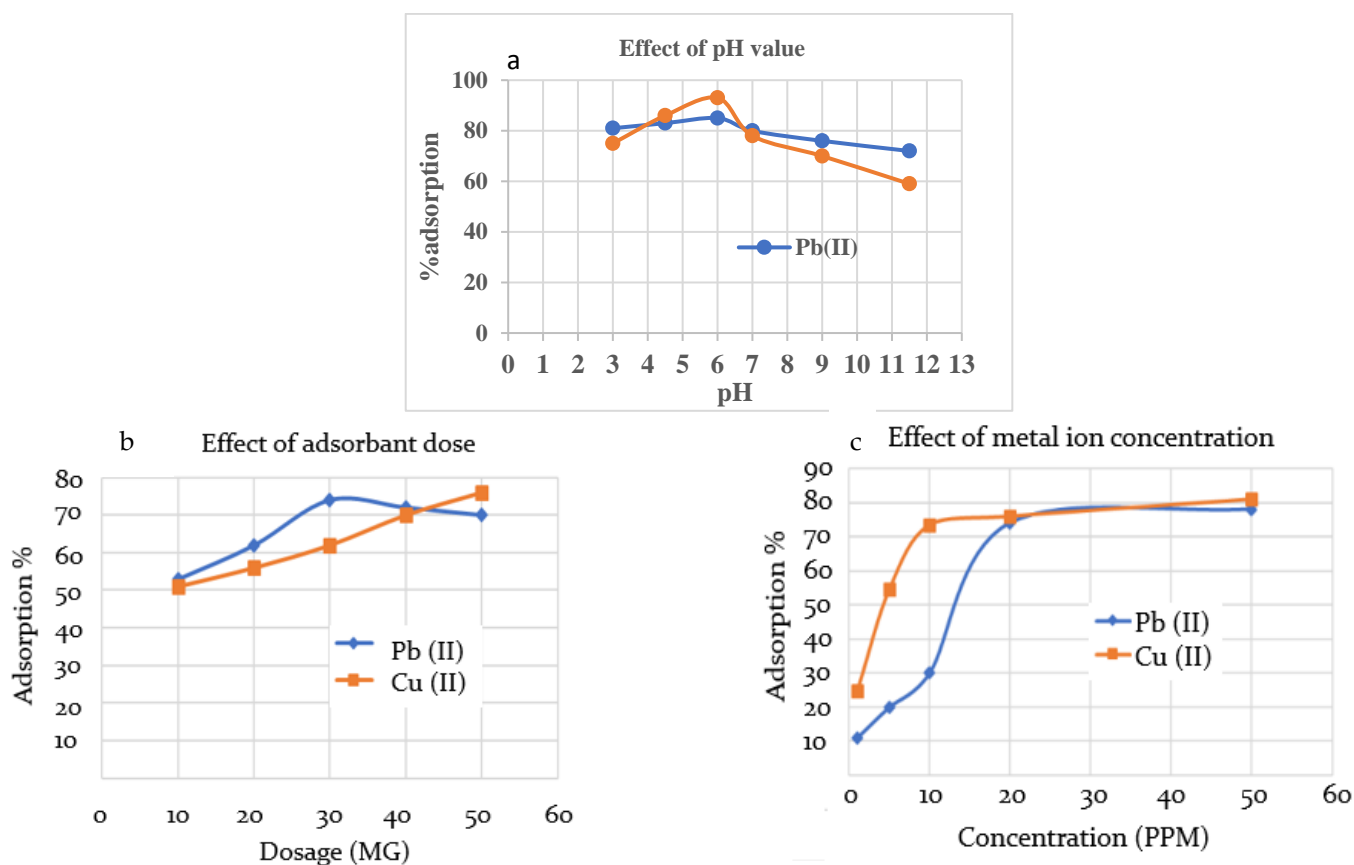 a
Effect of pH value
100
80
60
40
20
0
%adsorption
Pb(II)
0 1 2 3 4 5 6 7 8 9 10 11 12 13
pH
b
Effect of adsorbant dose
80
70
60
50
40
30
20
10
Adsorption %
Pb (II)
Cu (II)
0 10 20 30 40 50 60
Dosage (MG)
c
Effect of metal ion concentration
90
80
70
60
50
40
30
20
10
Adsorption %
Pb (II)
Cu (II)
0 10 20 30 40 50 60
Concentration (PPM)